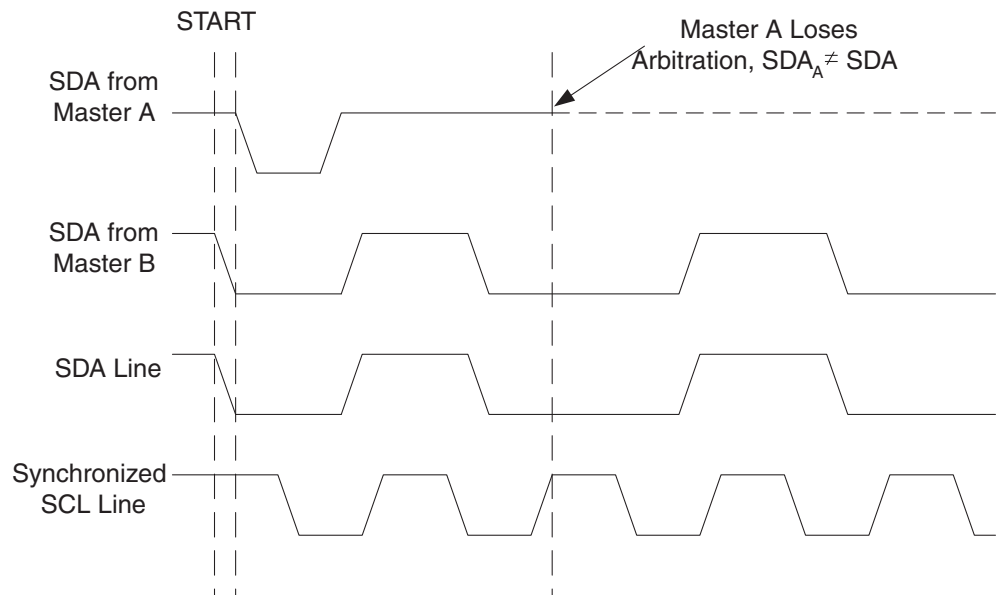 START
Master A Loses
Arbitration, SDA_A ≠ SDA
SDA from
Master A
SDA from
Master B
SDA Line
Synchronized
SCL Line